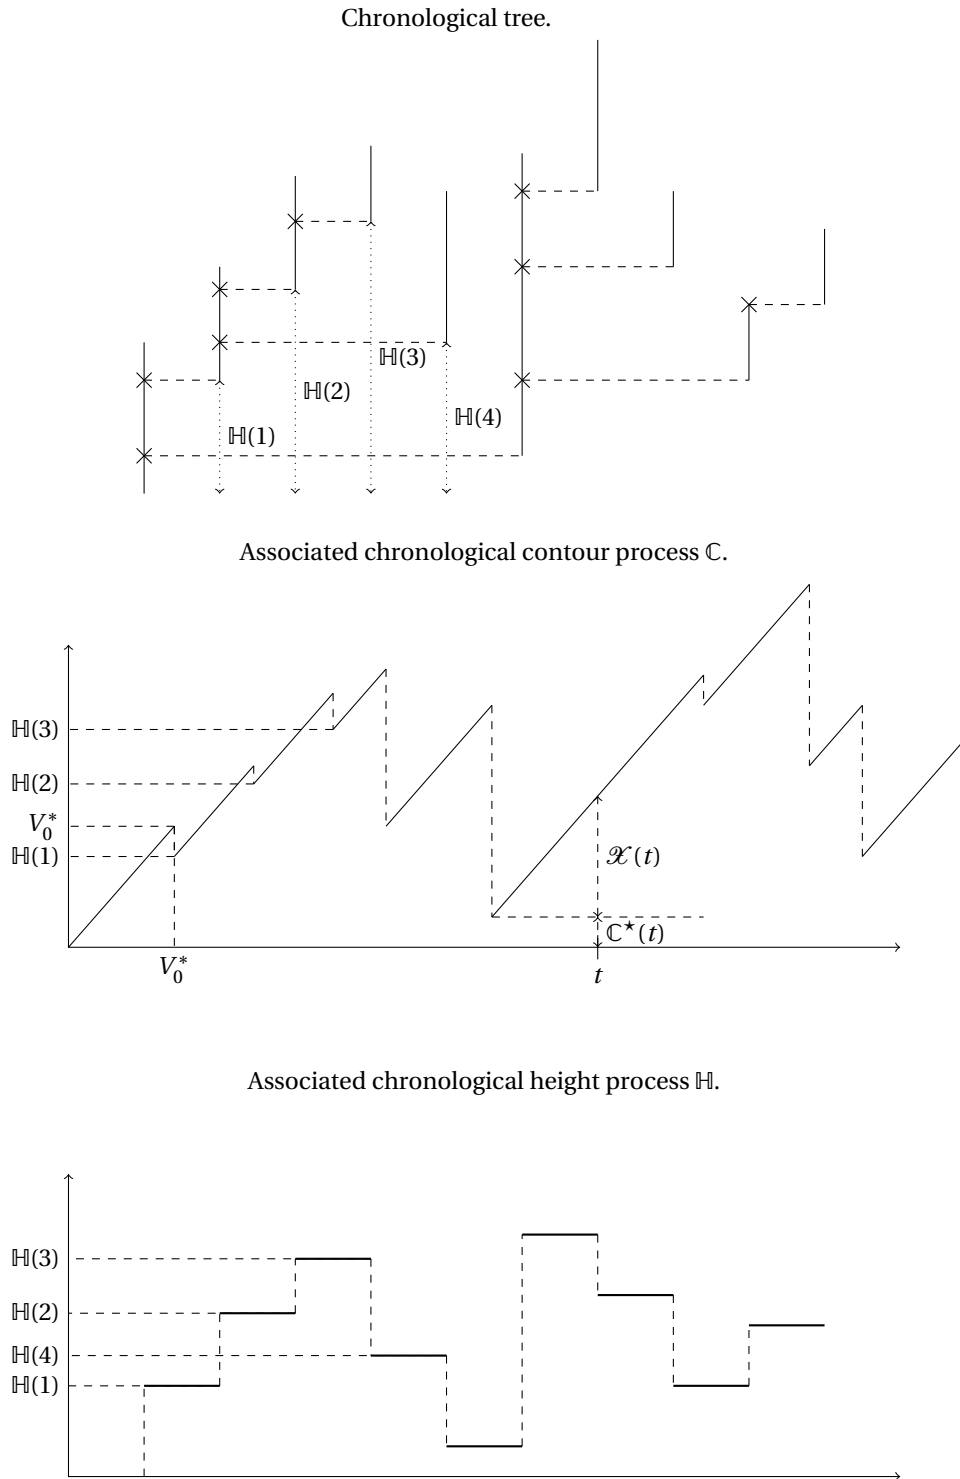 Chronological tree.
ℍ(3)
ℍ(2)
ℍ(4)
ℍ(1)
Associated chronological contour process ℂ.
ℍ(3)
ℍ(2)
V₀*
ℍ(1)
𝒳(t)
ℂ⋆(t)
V₀*
t
Associated chronological height process ℍ.
ℍ(3)
ℍ(2)
ℍ(4)
ℍ(1)